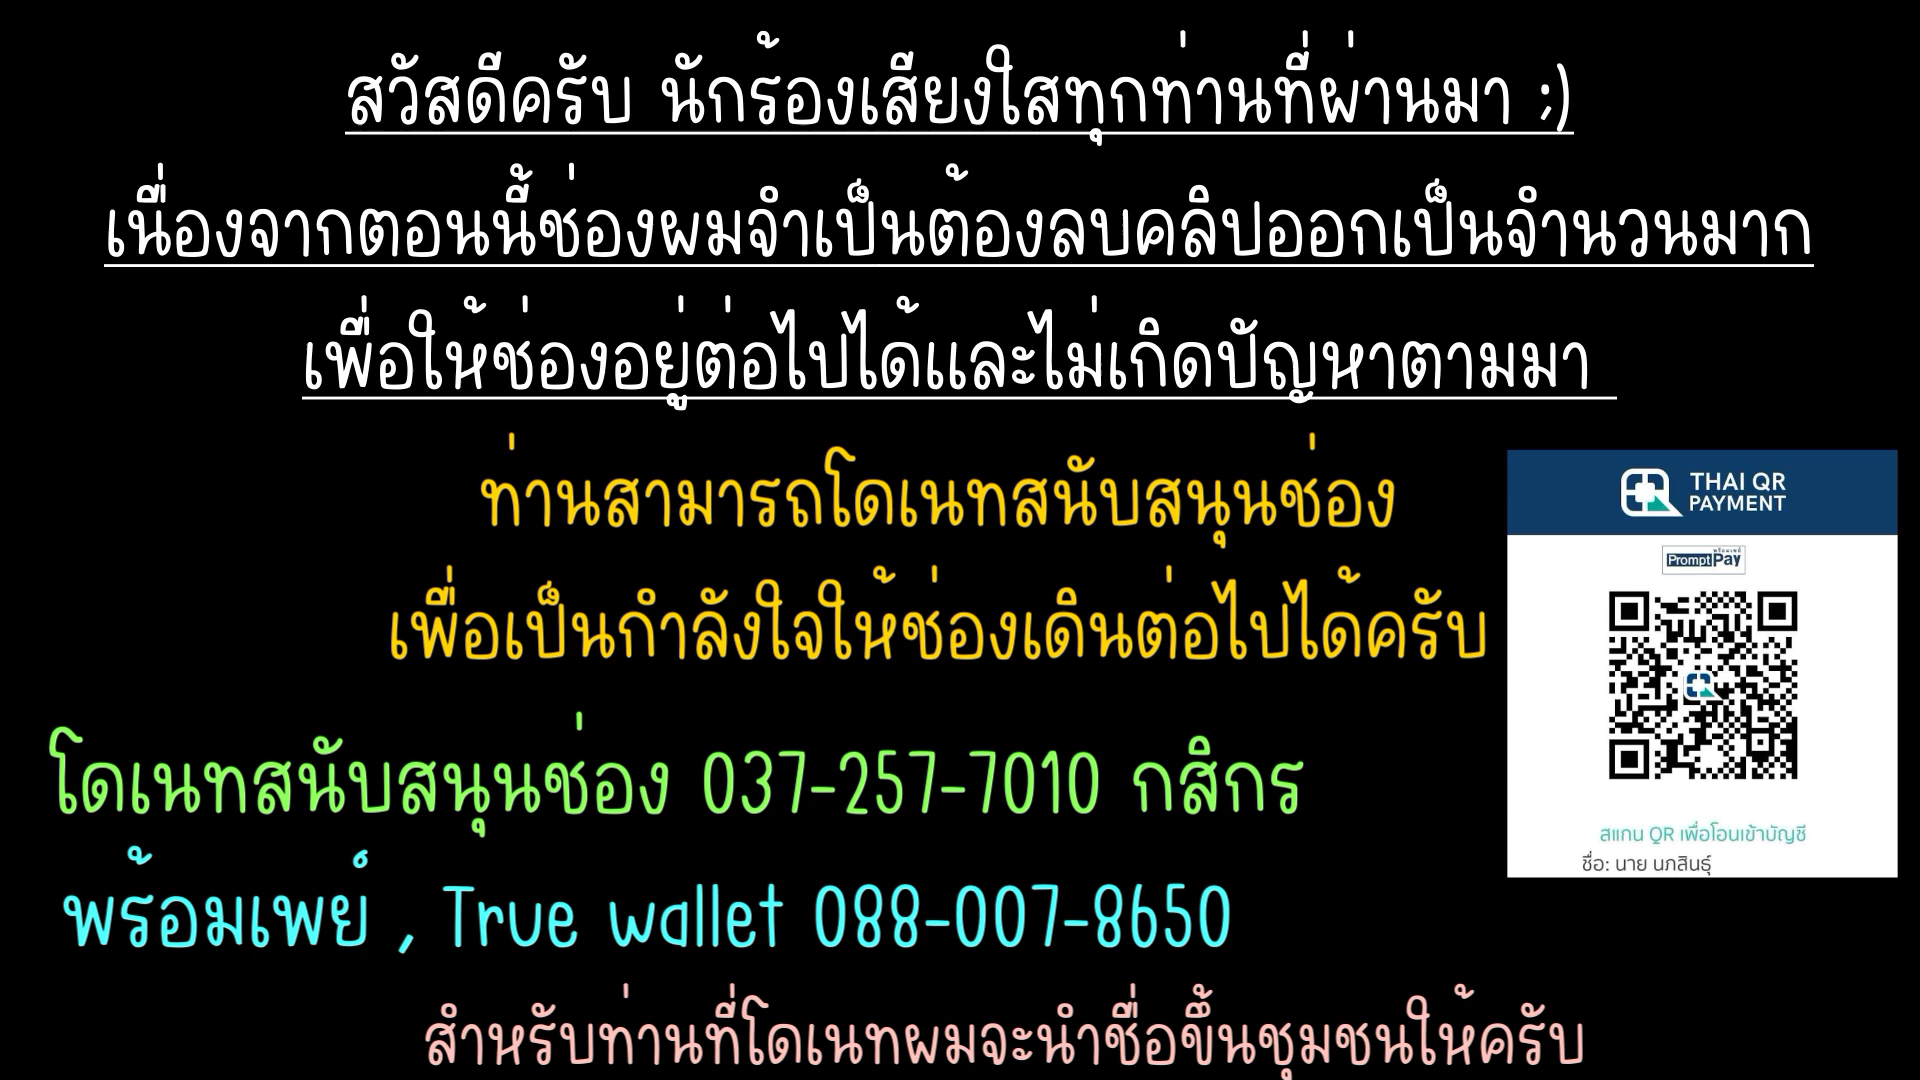 สวัสดีครับ นักร้องเสียงใสทุกท่านที่ผ่านมา ;)
เนื่องจากตอนนี้ช่องผมจำเป็นต้องลบคลิปออกเป็นจำนวนมาก
เพื่อให้ช่องอยู่ต่อไปได้และไม่เกิดปัญหาตามมา
ท่านสามารถโดเนทสนับสนุนช่อง
เพื่อเป็นกำลังใจให้ช่องเดินต่อไปได้ครับ
THAI QR
PAYMENT
พร้อมเพย์
PromptPay
สแกน QR เพื่อโอนเข้าบัญชี
ชื่อ: นาย นภสินธุ์
โดเนทสนับสนุนช่อง 037-257-7010 กสิกร
พร้อมเพย์ , True wallet 088-007-8650
สำหรับท่านที่โดเนทผมจะนำชื่อขึ้นชุมชนให้ครับ